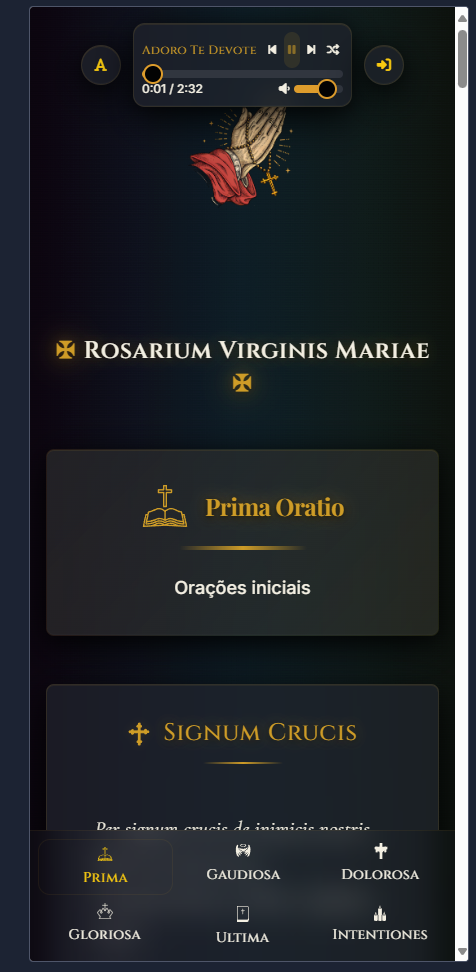 A
Adoro Te Devote
0:01 / 2:32
✠ Rosarium Virginis Mariae
✠
Prima Oratio
Orações iniciais
Signum Crucis
Per signum crucis de inimicis nostris
Prima
Gaudiosa
Dolorosa
Gloriosa
Ultima
Intentiones